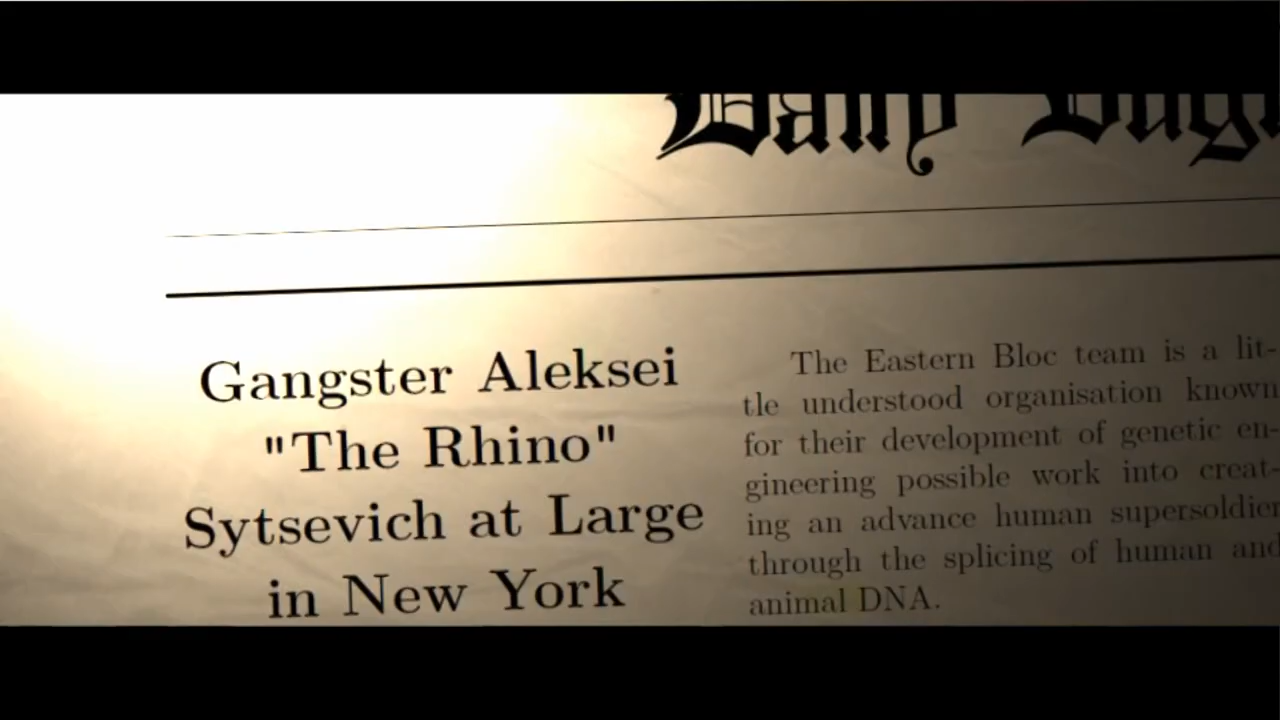 Daily Bugl
Gangster Aleksei
"The Rhino"
Sytsevich at Large
in New York
The Eastern Bloc team is a lit-
tle understood organisation known
for their development of genetic en-
gineering possible work into creat-
ing an advance human supersoldier
through the splicing of human and
animal DNA.